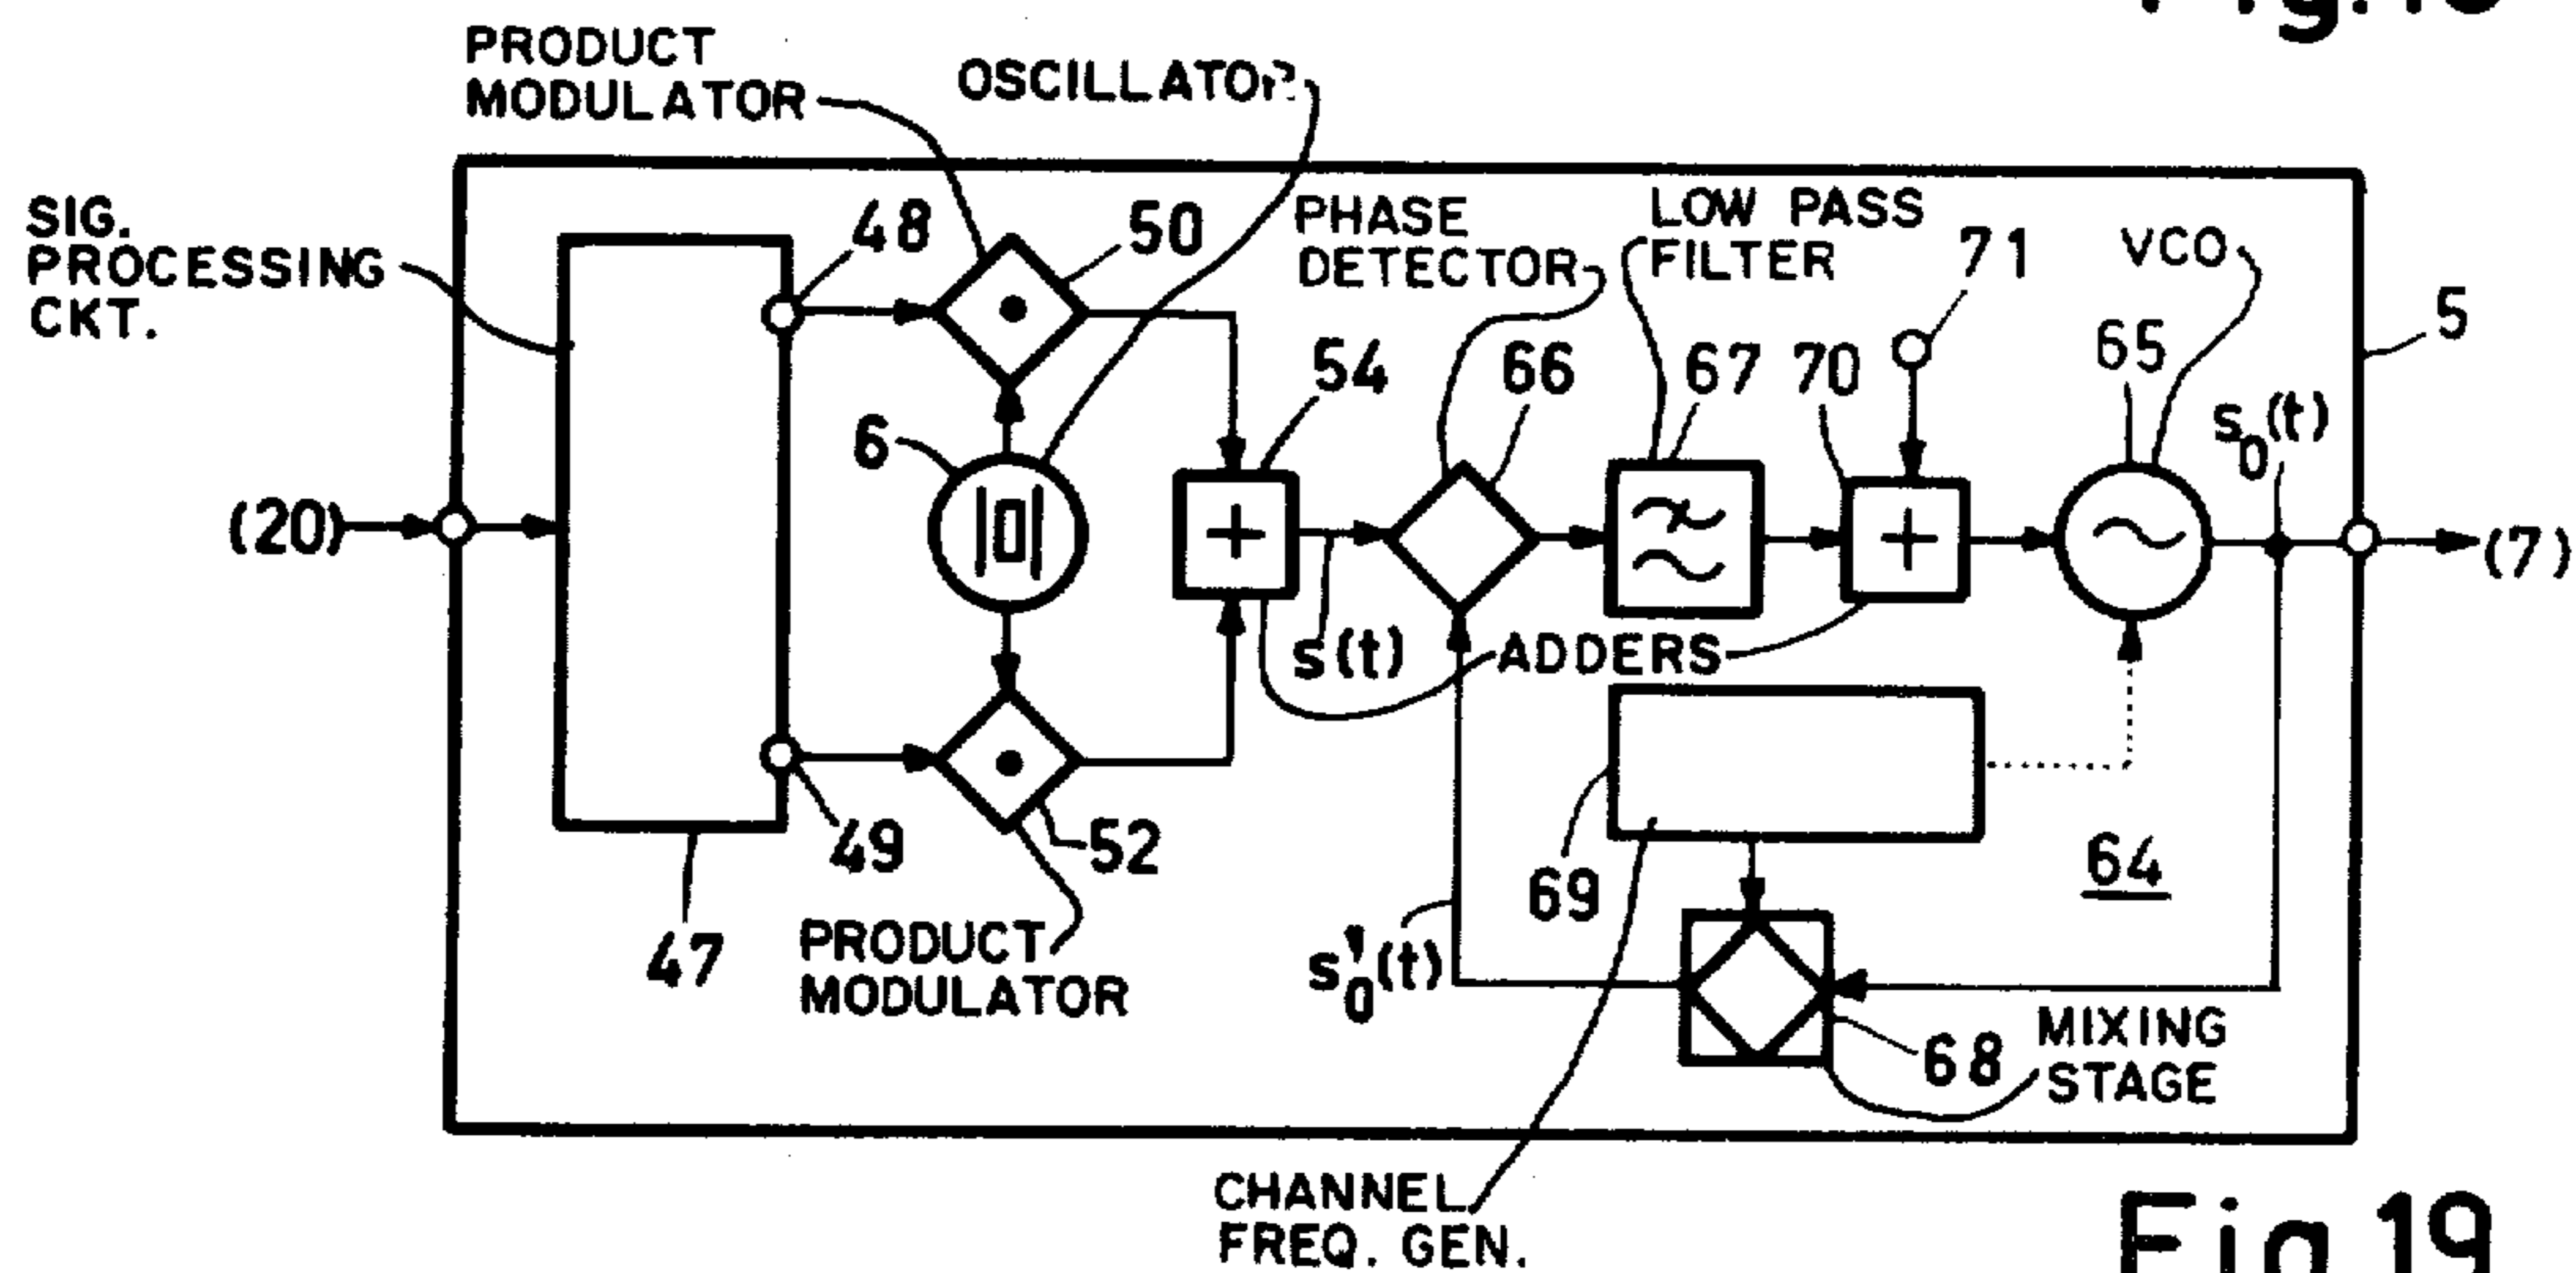 PRODUCT
MODULATOR
OSCILLATOR
SIG.
PROCESSING
CKT.
48
50
PHASE
DETECTOR
LOW PASS
FILTER
71
VCO
5
6
54
66
67
70
65
s0(t)
(20)
(7)
s(t)
ADDERS
49
52
69
64
47
PRODUCT
MODULATOR
s'0(t)
68
MIXING
STAGE
CHANNEL
FREQ. GEN.
Fig. 19